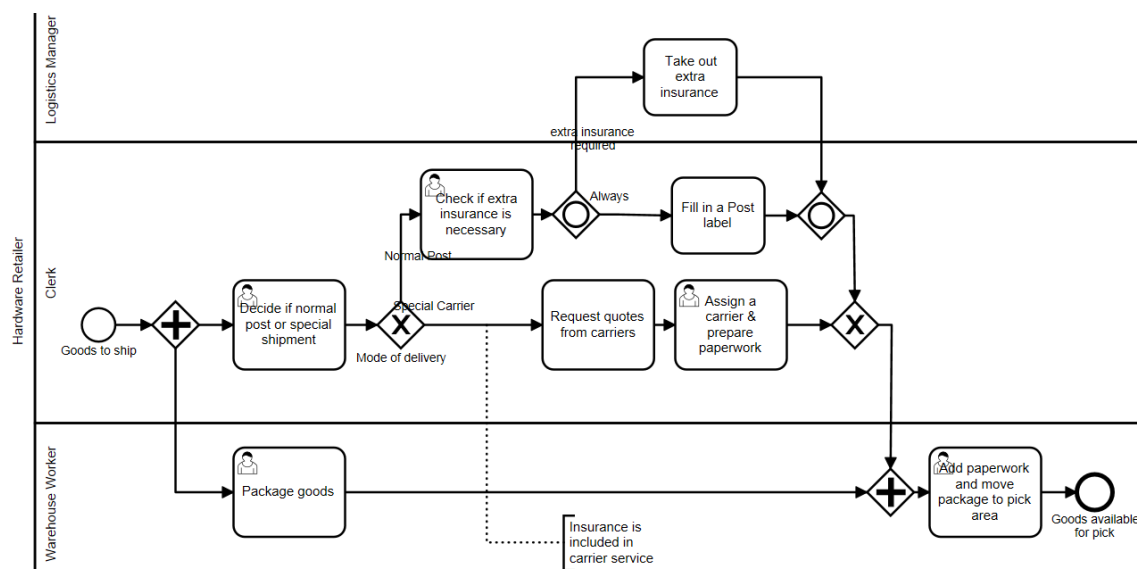 Hardware Retailer
Logistics Manager
Take out
extra
insurance
extra insurance
required
Clerk
Check if extra
insurance is
necessary
Always
Fill in a Post
label
Normal Post
Goods to ship
Decide if normal
post or special
shipment
Special Carrier
Mode of delivery
Request quotes
from carriers
Assign a
carrier &
prepare
paperwork
Warehouse Worker
Package goods
Insurance is
included in
carrier service
Add paperwork
and move
package to pick
area
Goods available
for pick